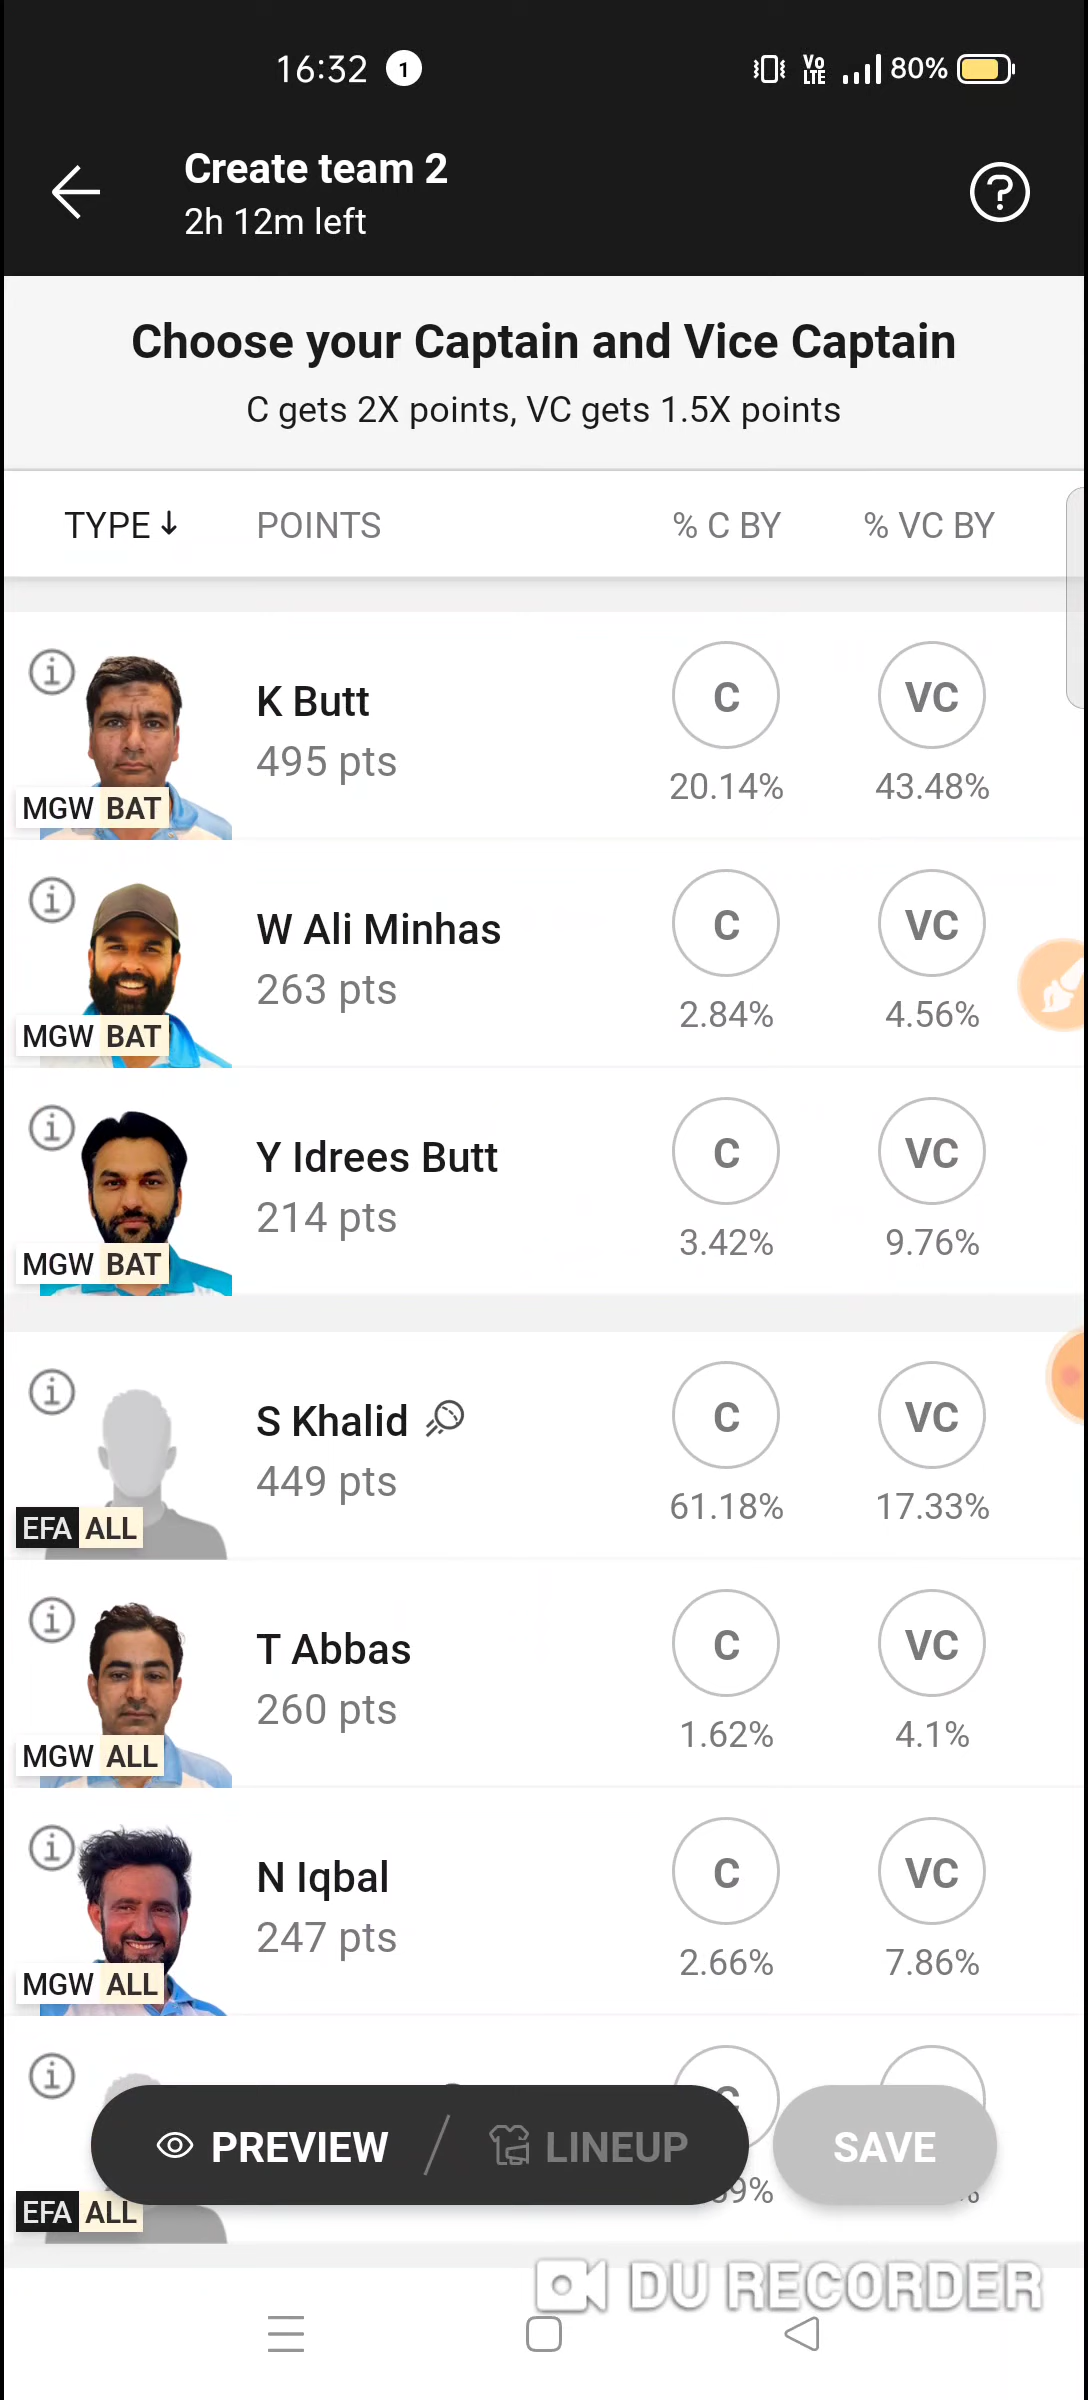 16:32 1 Vo LTE 80%
Create team 2
2h 12m left
Choose your Captain and Vice Captain
C gets 2X points, VC gets 1.5X points
TYPE POINTS % C BY % VC BY
K Butt C VC
495 pts 20.14% 43.48%
MGW BAT
W Ali Minhas C VC
263 pts 2.84% 4.56%
MGW BAT
Y Idrees Butt C VC
214 pts 3.42% 9.76%
MGW BAT
S Khalid C VC
449 pts 61.18% 17.33%
EFA ALL
T Abbas C VC
260 pts 1.62% 4.1%
MGW ALL
N Iqbal C VC
247 pts 2.66% 7.86%
MGW ALL
PREVIEW LINEUP SAVE
EFA ALL
DU RECORDER